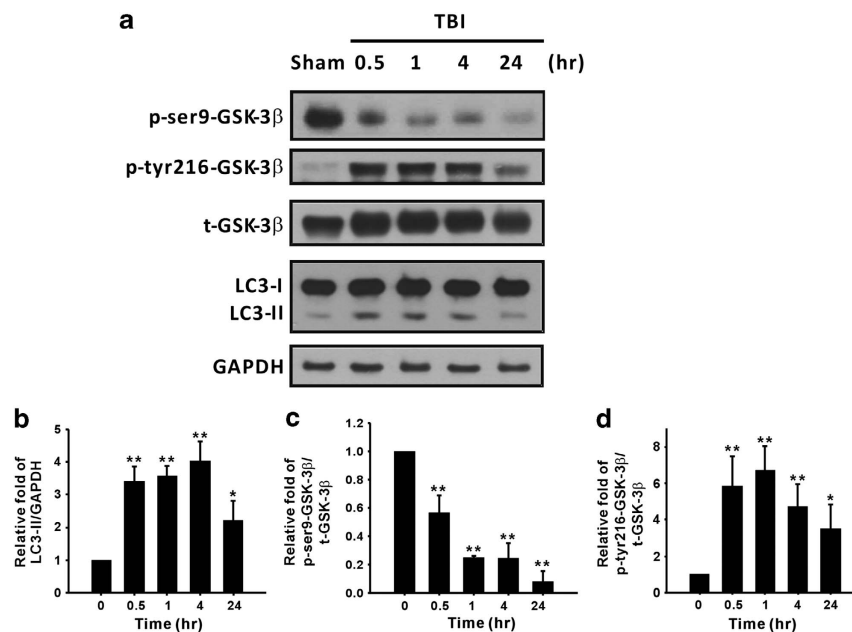 a
TBI
Sham 0.5 1 4 24 (hr)
p-ser9-GSK-3β
p-tyr216-GSK-3β
t-GSK-3β
LC3-I
LC3-II
GAPDH
b
Relative fold of
LC3-II/GAPDH
5
4
3
2
1
0
** ** ** *
0 0.5 1 4 24
Time (hr)
c
Relative fold of
p-ser9-GSK-3β/
t-GSK-3β
1.2
1.0
0.8
0.6
0.4
0.2
0.0
** ** ** **
0 0.5 1 4 24
Time (hr)
d
Relative fold of
p-tyr216-GSK-3β/
t-GSK-3β
8
6
4
2
0
** ** ** *
0 0.5 1 4 24
Time (hr)